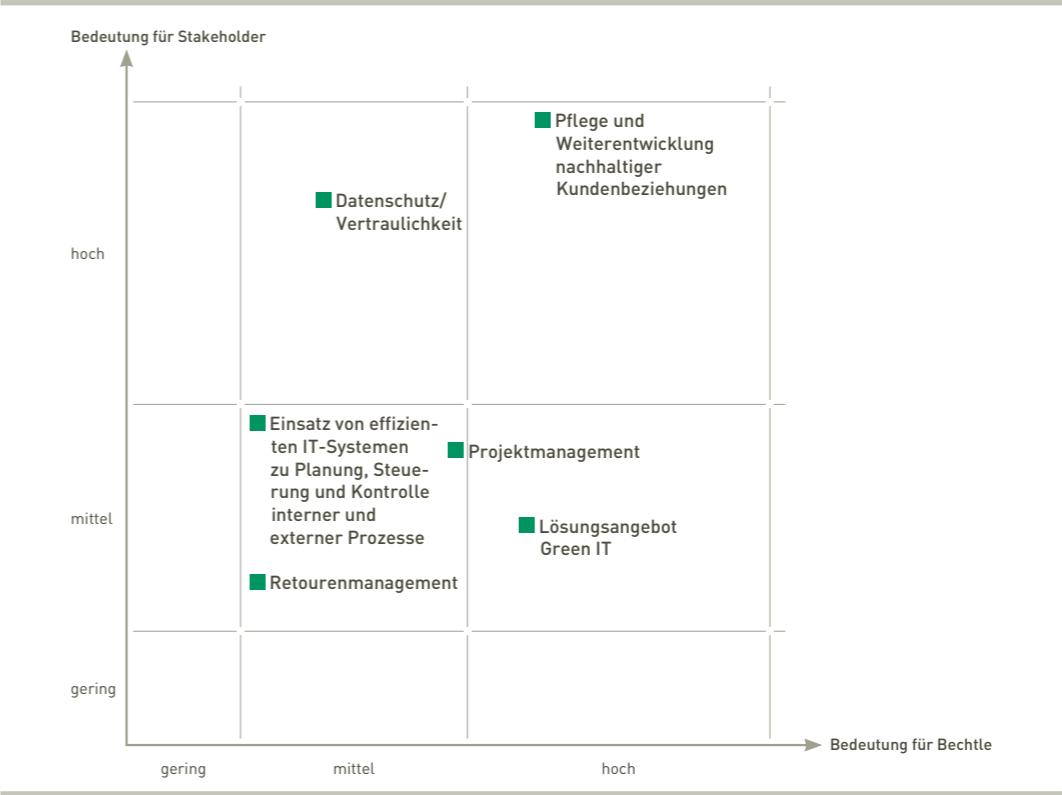 Bedeutung für Stakeholder
Pflege und
Weiterentwicklung
nachhaltiger
Kundenbeziehungen
Datenschutz/
Vertraulichkeit
hoch
Einsatz von effizien-
ten IT-Systemen
zu Planung, Steue-
rung und Kontrolle
interner und
externer Prozesse
Projektmanagement
mittel
Lösungsangebot
Green IT
Retourenmanagement
gering
Bedeutung für Bechtle
gering
mittel
hoch